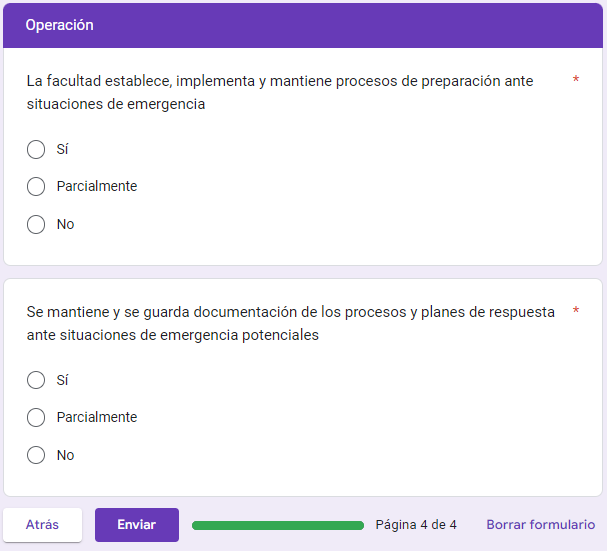 Operación
La facultad establece, implementa y mantiene procesos de preparación ante *
situaciones de emergencia
Sí
Parcialmente
No
Se mantiene y se guarda documentación de los procesos y planes de respuesta *
ante situaciones de emergencia potenciales
Sí
Parcialmente
No
Atrás Enviar Página 4 de 4 Borrar formulario